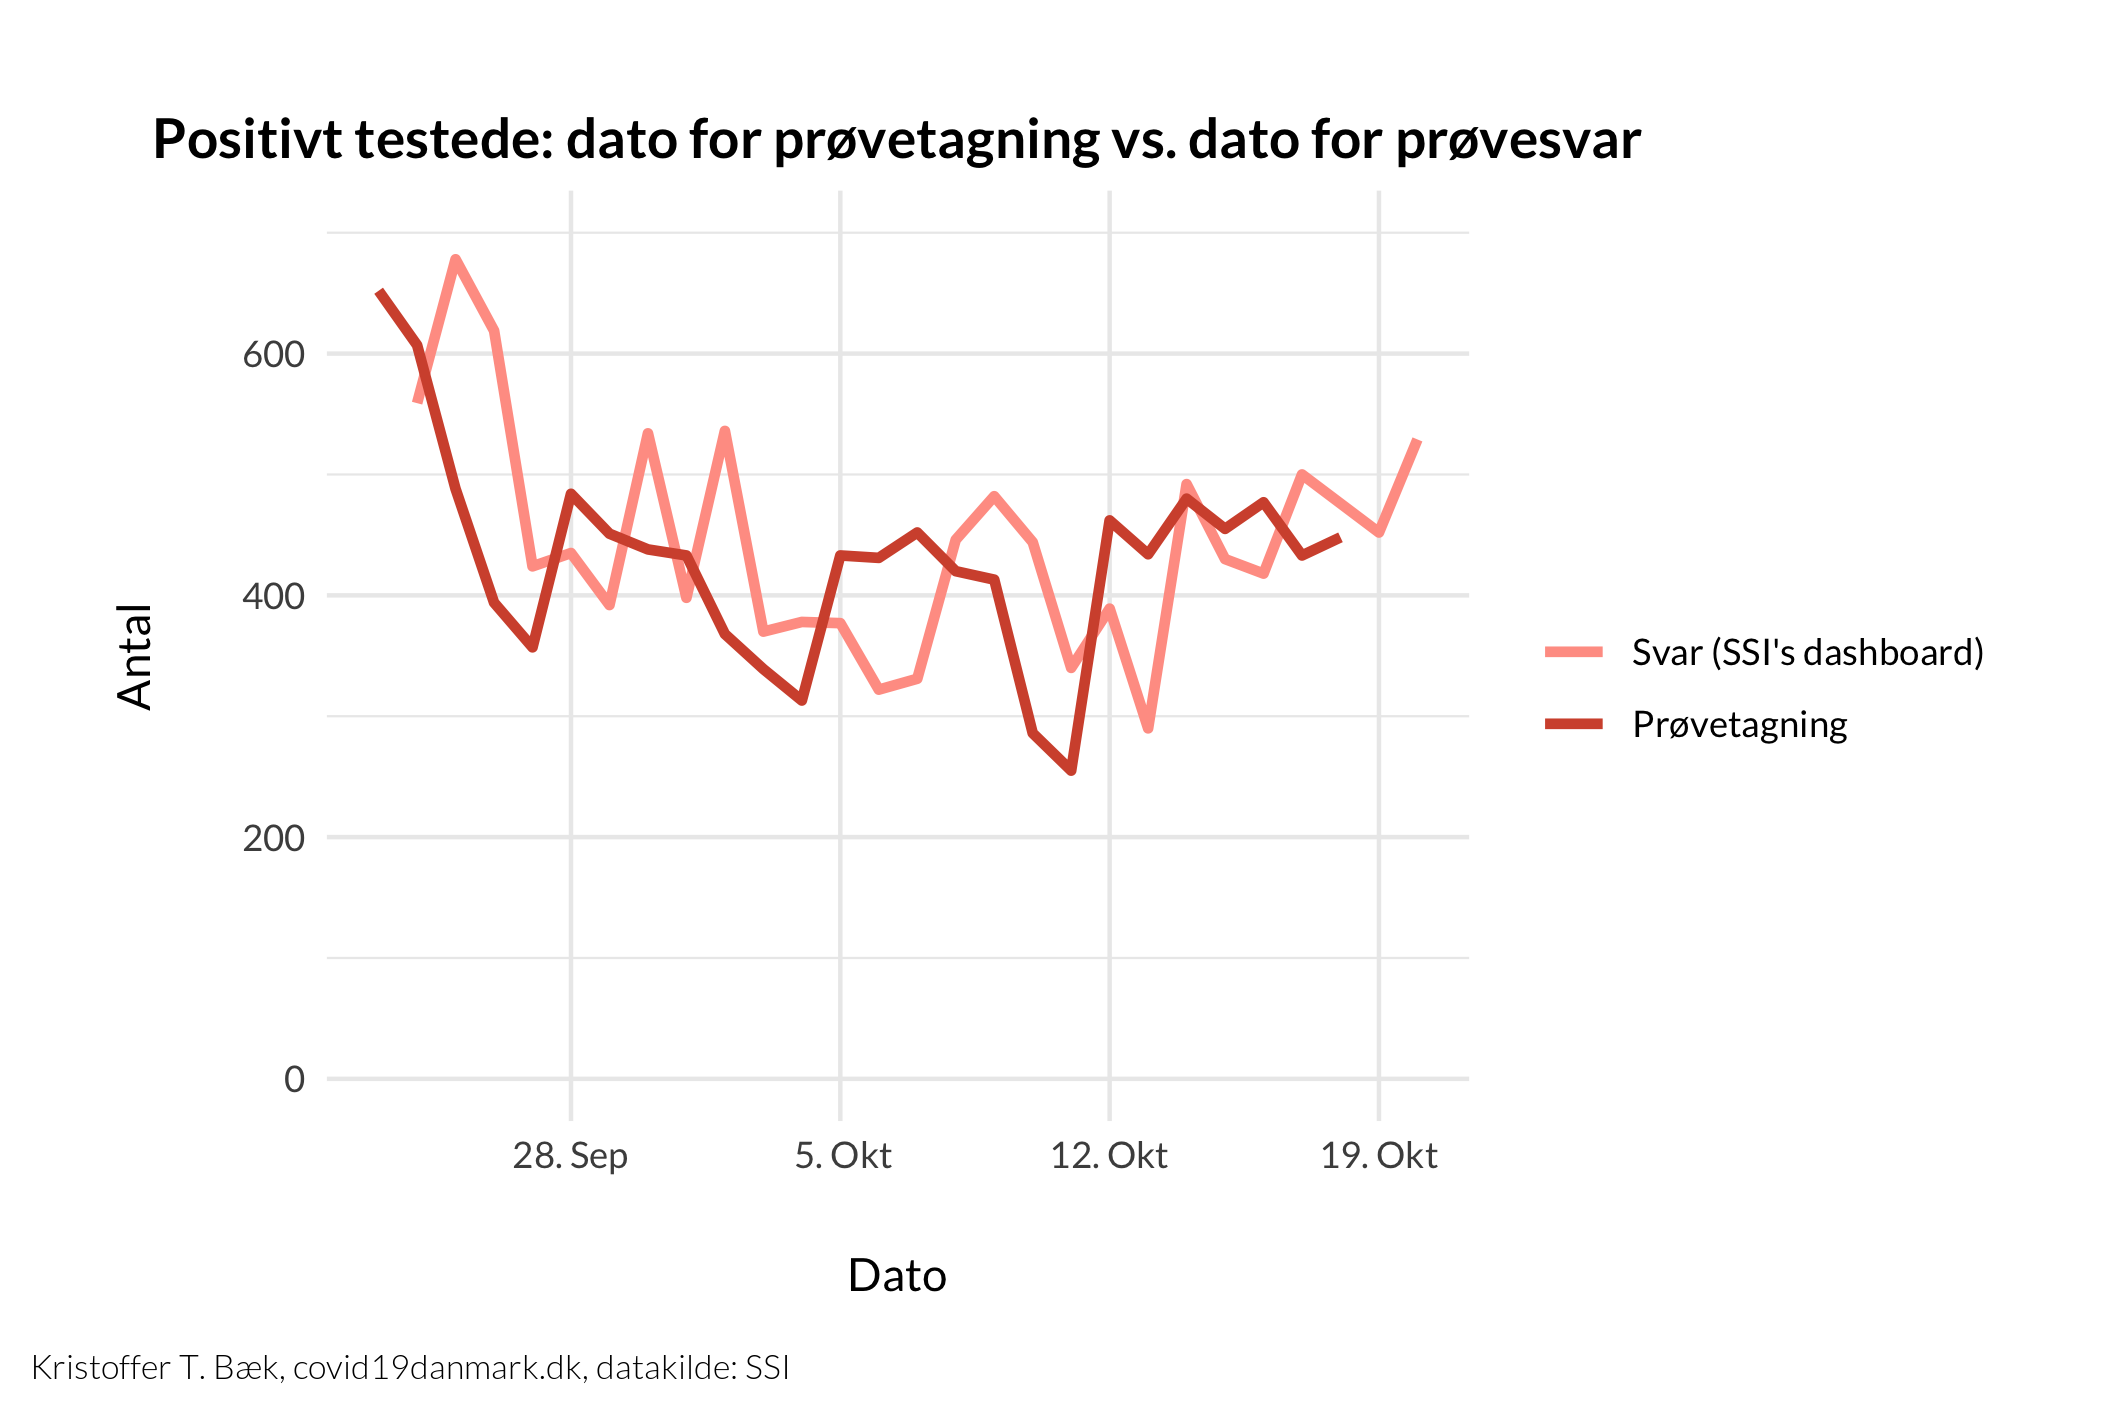 Positivt testede: dato for prøvetagning vs. dato for prøvesvar
Antal
600
400
200
0
28. Sep
5. Okt
12. Okt
19. Okt
Dato
Svar (SSI's dashboard)
Prøvetagning
Kristoffer T. Bæk, covid19danmark.dk, datakilde: SSI